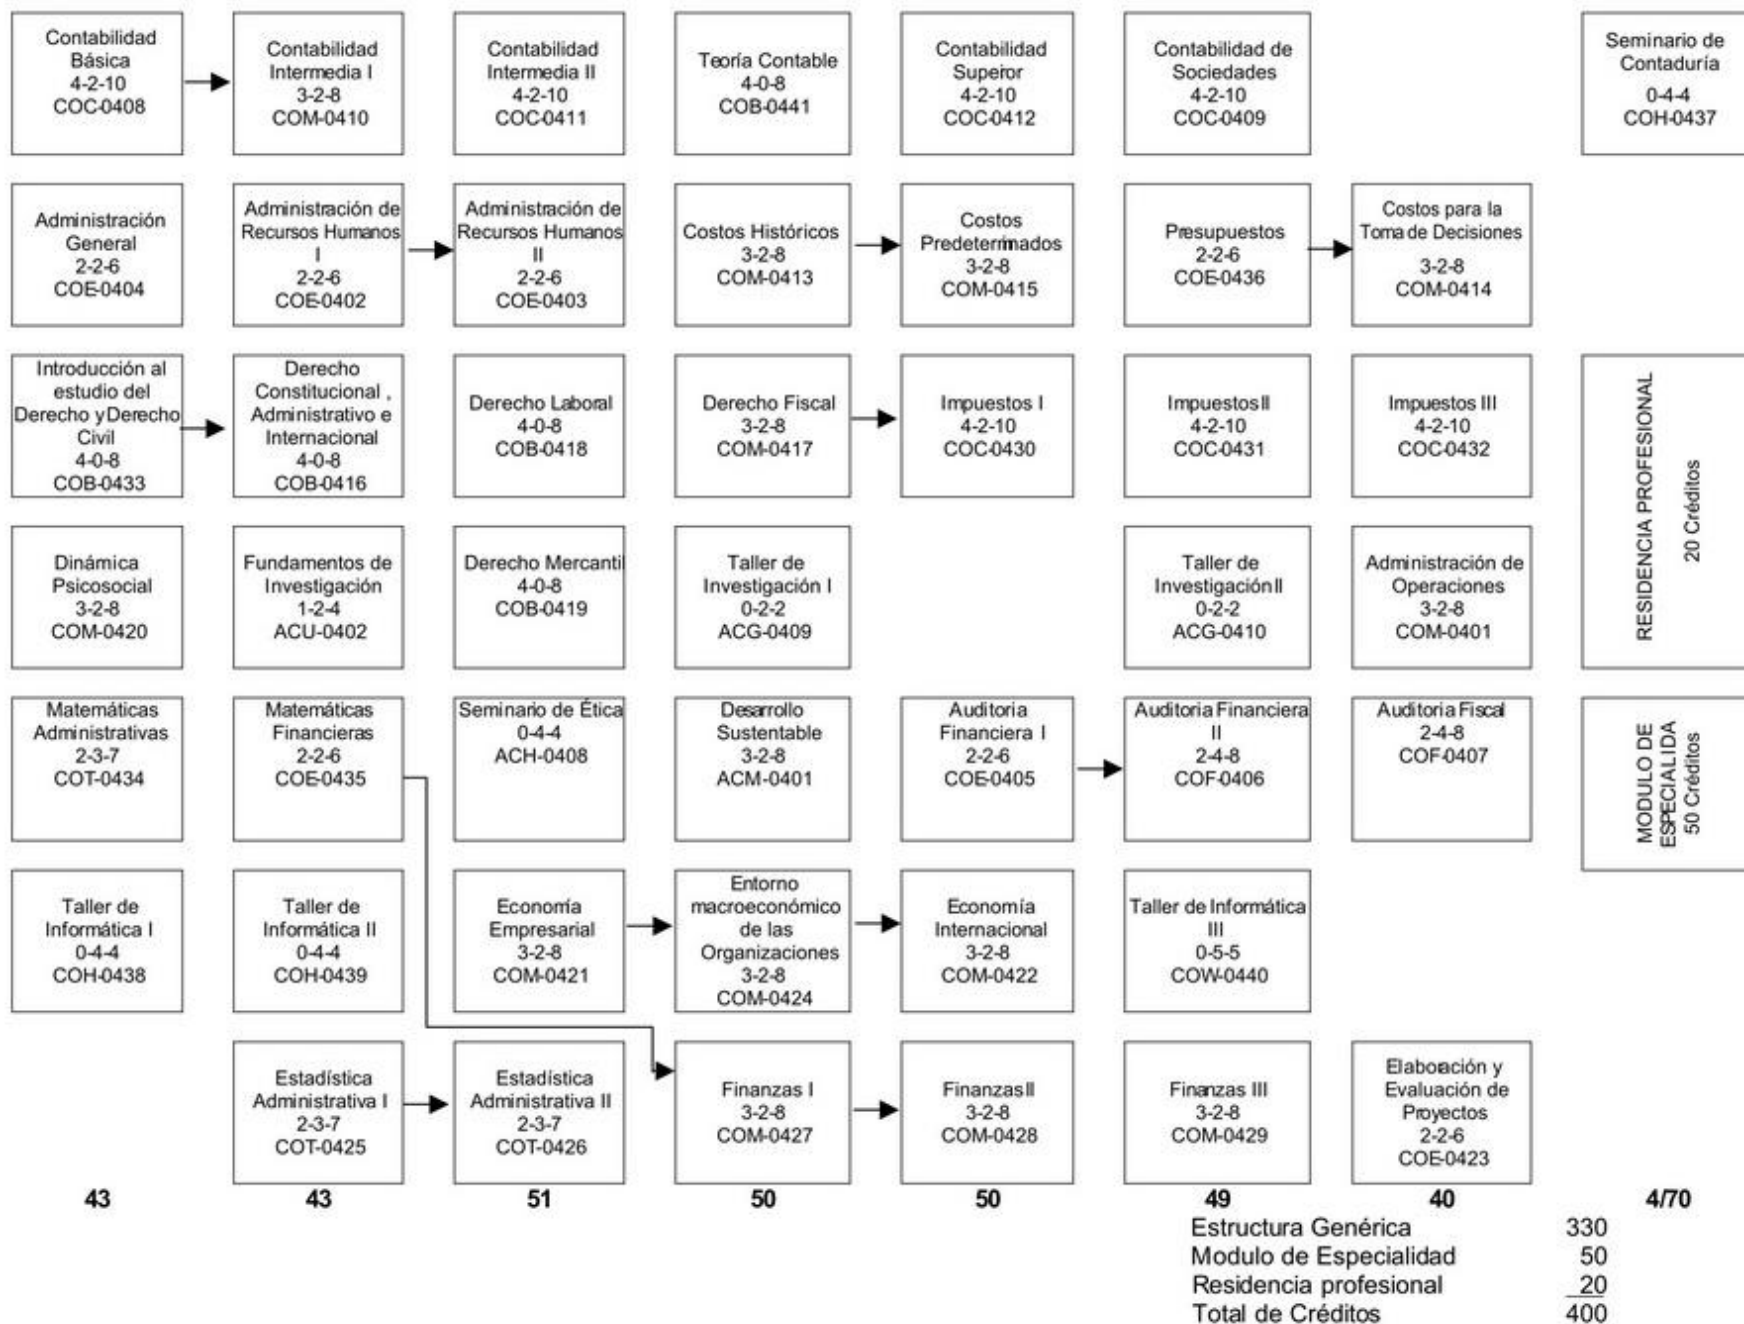 Contabilidad
Básica
4-2-10
COC-0408
Contabilidad
Intermedia I
3-2-8
COM-0410
Contabilidad
Intermedia II
4-2-10
COC-0411
Teoría Contable
4-0-8
COB-0441
Contabilidad
Superior
4-2-10
COC-0412
Contabilidad de
Sociedades
4-2-10
COC-0409
Seminario de
Contaduría
0-4-4
COH-0437
Administración
General
2-2-6
COE-0404
Administración de
Recursos Humanos
I
2-2-6
COE-0402
Administración de
Recursos Humanos
II
2-2-6
COE-0403
Costos Históricos
3-2-8
COM-0413
Costos
Predeterminados
3-2-8
COM-0415
Presupuestos
2-2-6
COE-0436
Costos para la
Toma de Decisiones
3-2-8
COM-0414
Introducción al
estudio del
Derecho y Derecho
Civil
4-0-8
COB-0433
Derecho
Constitucional ,
Administrativo e
Internacional
4-0-8
COB-0416
Derecho Laboral
4-0-8
COB-0418
Derecho Fiscal
3-2-8
COM-0417
Impuestos I
4-2-10
COC-0430
Impuestos II
4-2-10
COC-0431
Impuestos III
4-2-10
COC-0432
RESIDENCIA PROFESIONAL
20 Créditos
Dinámica
Psicosocial
3-2-8
COM-0420
Fundamentos de
Investigación
1-2-4
ACU-0402
Derecho Mercantil
4-0-8
COB-0419
Taller de
Investigación I
0-2-2
ACG-0409
Taller de
Investigación II
0-2-2
ACG-0410
Administración de
Operaciones
3-2-8
COM-0401
Matemáticas
Administrativas
2-3-7
COT-0434
Matemáticas
Financieras
2-2-6
COE-0435
Seminario de Ética
0-4-4
ACH-0408
Desarrollo
Sustentable
3-2-8
ACM-0401
Auditoria
Financiera I
2-2-6
COE-0405
Auditoria Financiera
II
2-4-8
COF-0406
Auditoria Fiscal
2-4-8
COF-0407
MODULO DE
ESPECIALIDA
50 Créditos
Taller de
Informática I
0-4-4
COH-0438
Taller de
Informática II
0-4-4
COH-0439
Economía
Empresarial
3-2-8
COM-0421
Entorno
macroeconómico
de las
Organizaciones
3-2-8
COM-0424
Economía
Internacional
3-2-8
COM-0422
Taller de Informática
III
0-5-5
COW-0440
Estadística
Administrativa I
2-3-7
COT-0425
Estadística
Administrativa II
2-3-7
COT-0426
Finanzas I
3-2-8
COM-0427
Finanzas II
3-2-8
COM-0428
Finanzas III
3-2-8
COM-0429
Elaboración y
Evaluación de
Proyectos
2-2-6
COE-0423
43 43 51 50 50 49 40 4/70
Estructura Genérica 330
Modulo de Especialidad 50
Residencia profesional 20
Total de Créditos 400